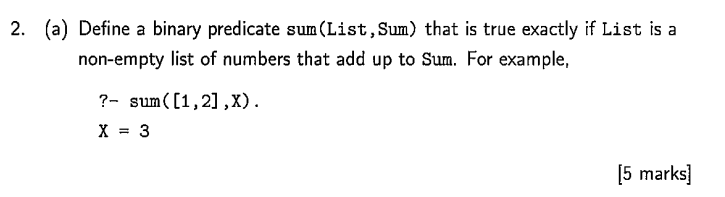 2. (a) Define a binary predicate sum(List,Sum) that is true exactly if List is a
non-empty list of numbers that add up to Sum. For example,
?- sum([1,2],X).
X = 3
[5 marks]